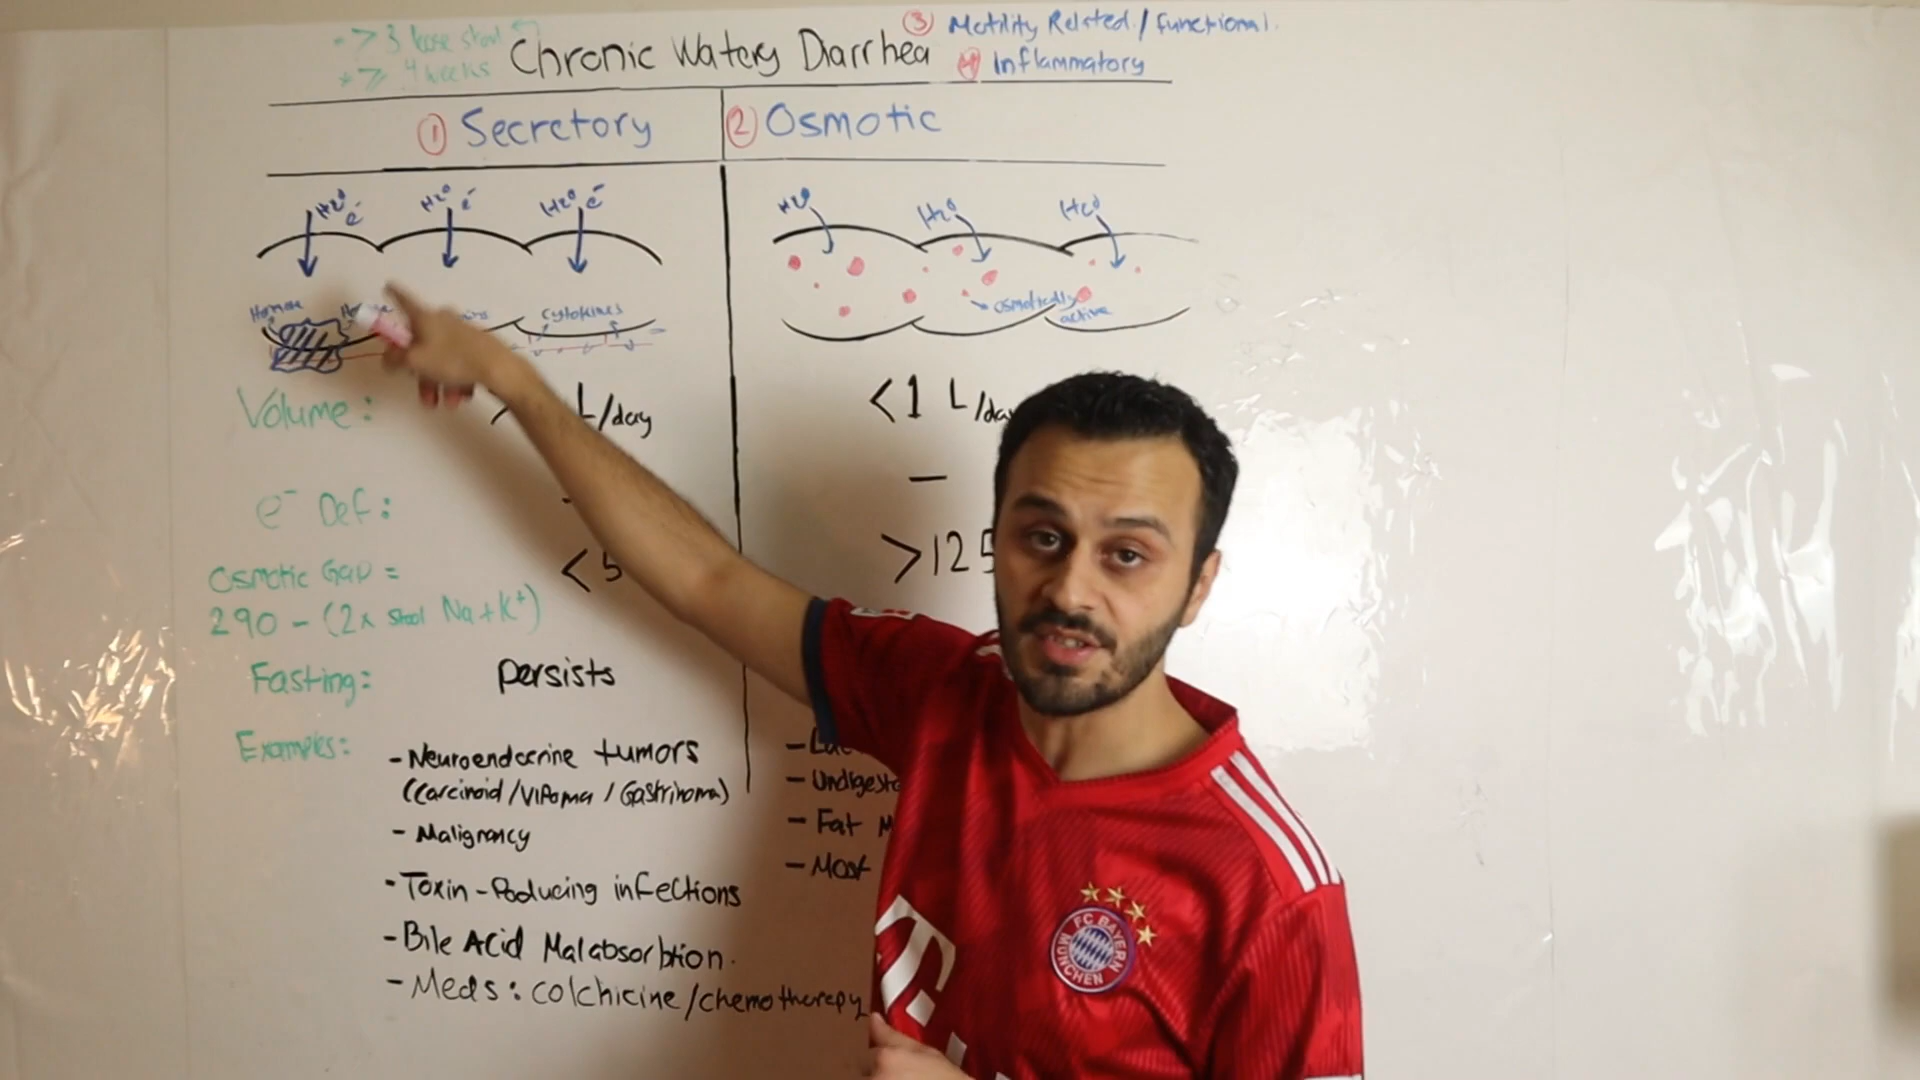 → > 3 loose stool
* ≥ 4 weeks
Chronic Watery Diarrhea
③ Motility Related / functional.
④ Inflammatory
① Secretory
② Osmotic
H2O e-
H2O e-
H2O e-
H2O
H2O
H2O
Cytokines
osmotically
active
Volume:
L/day
<1 L/day
e- Def:
-
Osmotic Gap =
290 - (2x stool Na + K+)
< 5
>125
Fasting:
Persists
Examples:
- Neuroendocrine tumors
(Carcinoid/VIPoma/Gastrinoma)
- Malignancy
- Toxin-Poducing infections
- Bile Acid Malabsorbtion.
- Meds: colchicine/chemotherapy
- Fat
- Most
FC BAYERN
MÜNCHEN
T